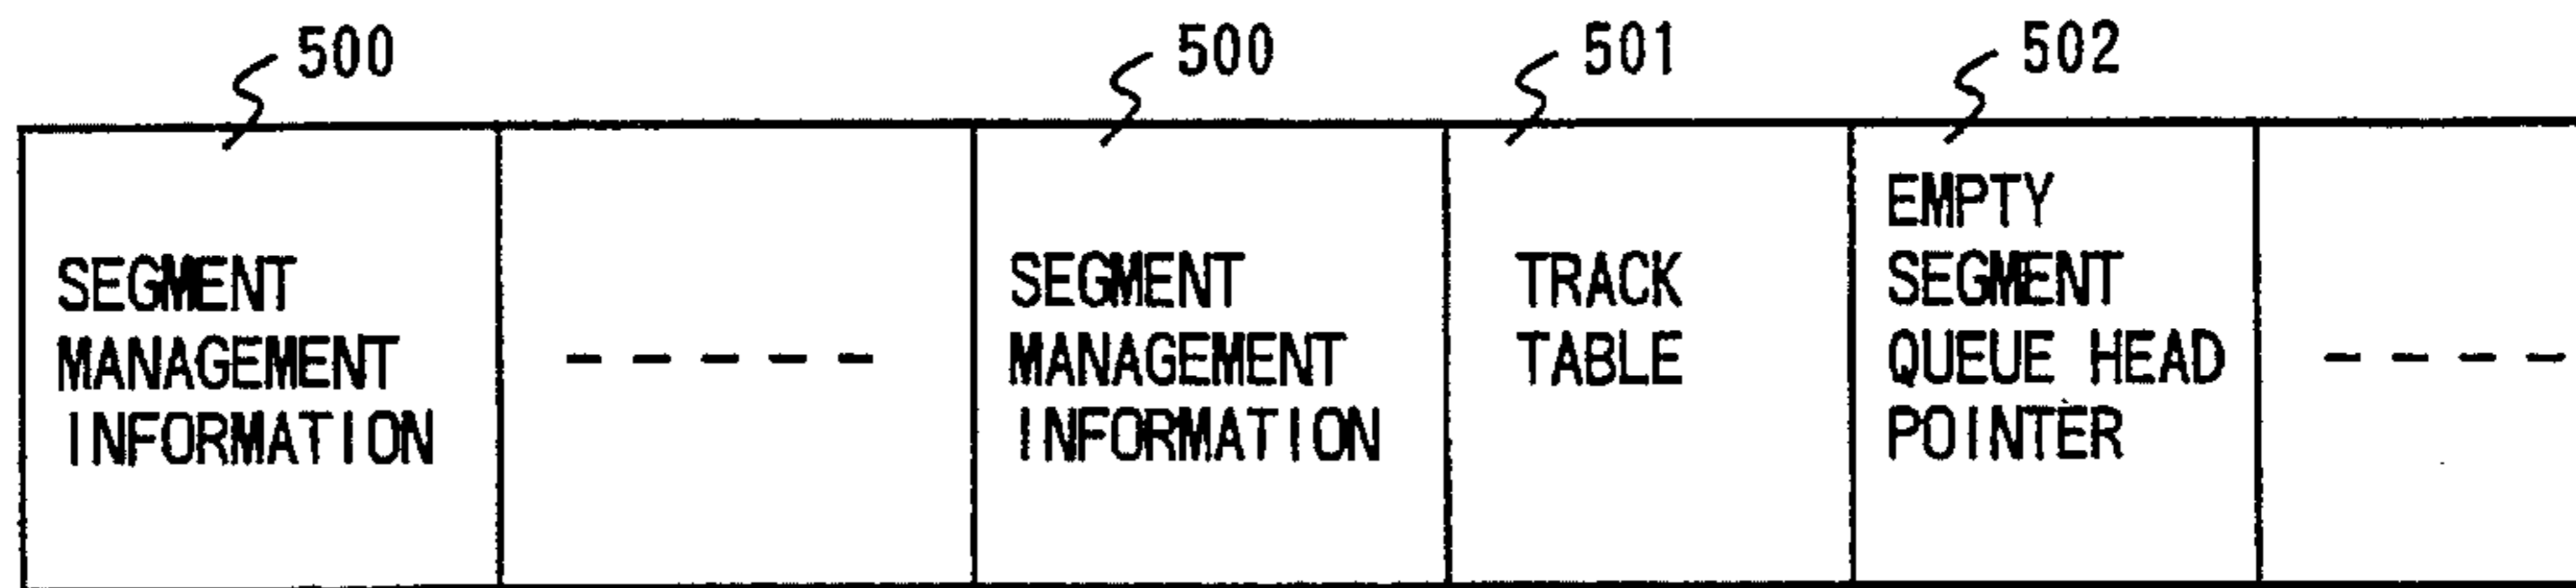 500
500
501
502
SEGMENT
MANAGEMENT
INFORMATION
- - - - -
SEGMENT
MANAGEMENT
INFORMATION
TRACK
TABLE
EMPTY
SEGMENT
QUEUE HEAD
POINTER
- - - -